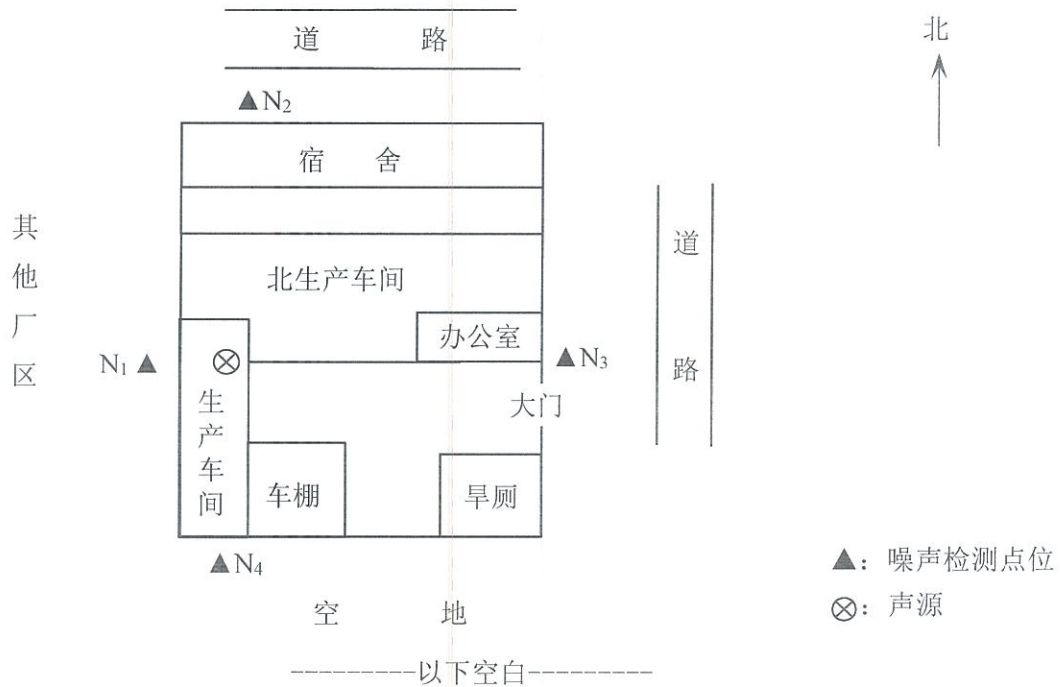 道 路
北
▲N₂
宿 舍
其他厂区
道路
北生产车间
办公室
N₁ ▲
▲N₃
大门
生产车间
车棚
旱厕
▲N₄
▲：噪声检测点位
⊗：声源
空 地
---------以下空白---------